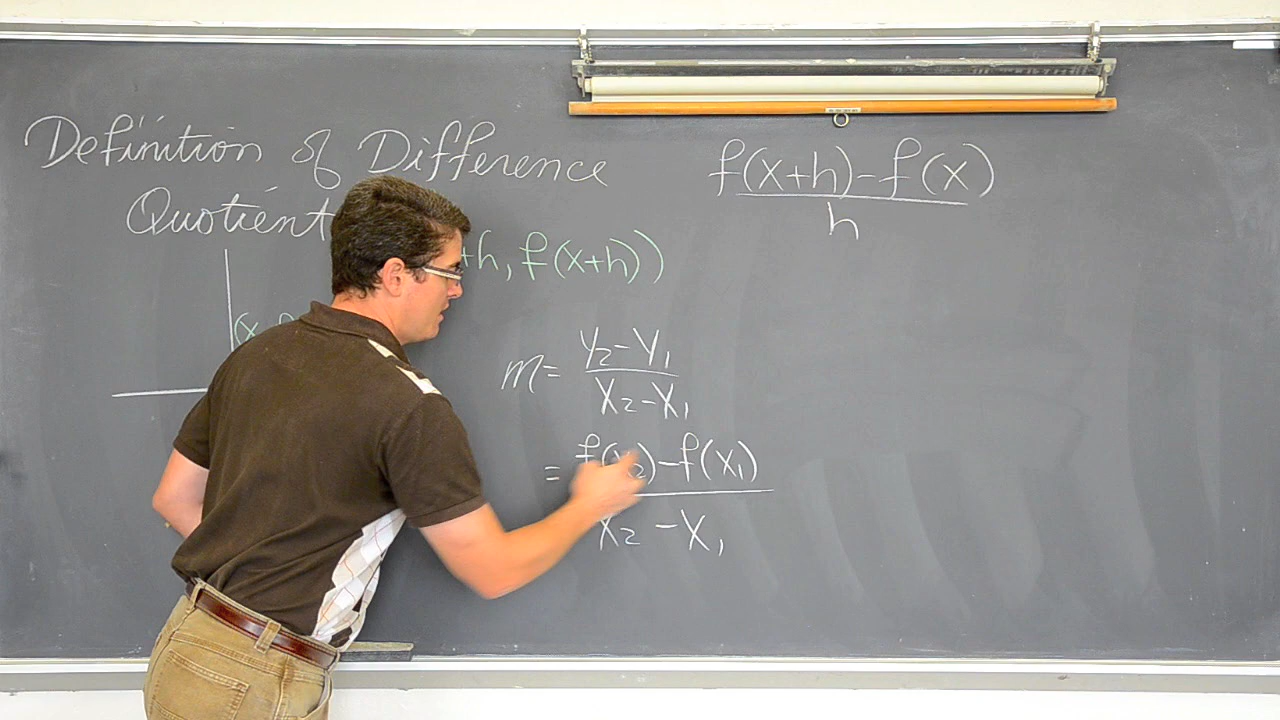 Definition of Difference
Quotient
f(x+h)-f(x)
h
+h, f(x+h))
(x,
m= y₂-y₁
x₂-x₁
= f(x₂)-f(x₁)
x₂-x₁